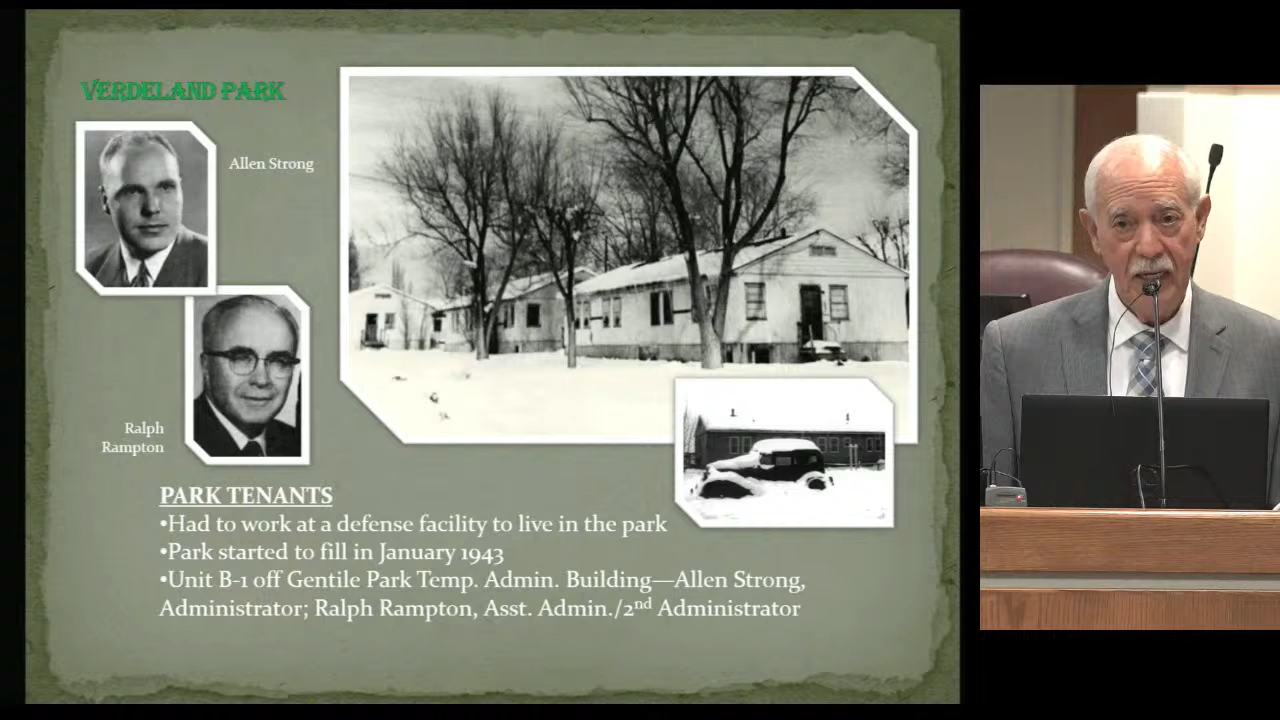 VERDELAND PARK
Allen Strong
Ralph
Rampton
PARK TENANTS
•Had to work at a defense facility to live in the park
•Park started to fill in January 1943
•Unit B-1 off Gentile Park Temp. Admin. Building—Allen Strong,
Administrator; Ralph Rampton, Asst. Admin./2nd Administrator